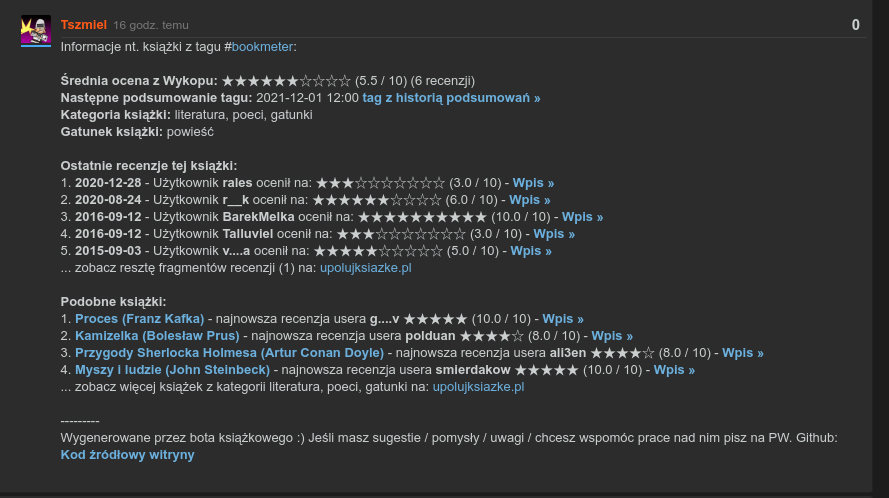 Tszmiel 16 godz. temu 0
Informacje nt. książki z tagu #bookmeter:
Średnia ocena z Wykopu: ★★★★★★☆☆☆☆ (5.5 / 10) (6 recenzji)
Następne podsumowanie tagu: 2021-12-01 12:00 tag z historią podsumowań »
Kategoria książki: literatura, poeci, gatunki
Gatunek książki: powieść
Ostatnie recenzje tej książki:
1. 2020-12-28 - Użytkownik rales ocenił na: ★★★☆☆☆☆☆☆☆ (3.0 / 10) - Wpis »
2. 2020-08-24 - Użytkownik r__k ocenił na: ★★★★★★☆☆☆☆ (6.0 / 10) - Wpis »
3. 2016-09-12 - Użytkownik BarekMelka ocenił na: ★★★★★★★★★★ (10.0 / 10) - Wpis »
4. 2016-09-12 - Użytkownik Talluviel ocenił na: ★★★☆☆☆☆☆☆☆ (3.0 / 10) - Wpis »
5. 2015-09-03 - Użytkownik v....a ocenił na: ★★★★★☆☆☆☆☆ (5.0 / 10) - Wpis »
... zobacz resztę fragmentów recenzji (1) na: upolujksiazke.pl
Podobne książki:
1. Proces (Franz Kafka) - najnowsza recenzja usera g....v ★★★★★ (10.0 / 10) - Wpis »
2. Kamizelka (Bolesław Prus) - najnowsza recenzja usera polduan ★★★★☆ (8.0 / 10) - Wpis »
3. Przygody Sherlocka Holmesa (Artur Conan Doyle) - najnowsza recenzja usera ali3en ★★★★☆ (8.0 / 10) - Wpis »
4. Myszy i ludzie (John Steinbeck) - najnowsza recenzja usera smierdakow ★★★★★ (10.0 / 10) - Wpis »
... zobacz więcej książek z kategorii literatura, poeci, gatunki na: upolujksiazke.pl
---------
Wygenerowane przez bota książkowego :) Jeśli masz sugestie / pomysły / uwagi / chcesz wspomóc prace nad nim pisz na PW. Github:
Kod źródłowy witryny